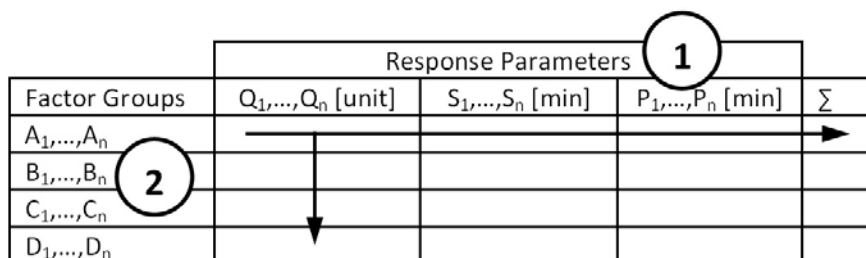 Response Parameters 1
Factor Groups Q₁,...,Qₙ [unit] S₁,...,Sₙ [min] P₁,...,Pₙ [min] Σ
A₁,...,Aₙ
B₁,...,Bₙ 2
C₁,...,Cₙ
D₁,...,Dₙ